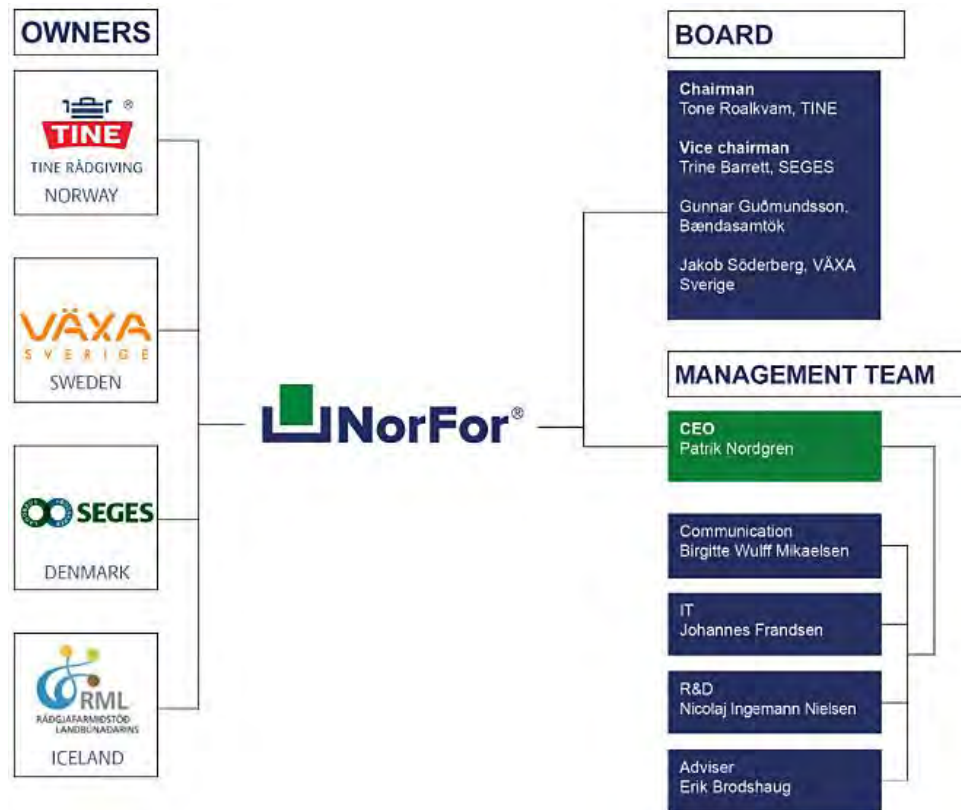 OWNERS
®
TINE
TINE RÅDGIVING
NORWAY
VÄXA
SVERIGE
SWEDEN
SEGES
DENMARK
RML
RÁÐGJAFARMIÐSTÖÐ
LANDBÚNAÐARINS
ICELAND
NorFor®
BOARD
Chairman
Tone Roalkvam, TINE
Vice chairman
Trine Barrett, SEGES
Gunnar Guðmundsson,
Bændasamtök
Jakob Söderberg, VÄXA
Sverige
MANAGEMENT TEAM
CEO
Patrik Nordgren
Communication
Birgitte Wulff Mikaelsen
IT
Johannes Frandsen
R&D
Nicolaj Ingemann Nielsen
Adviser
Erik Brodshaug